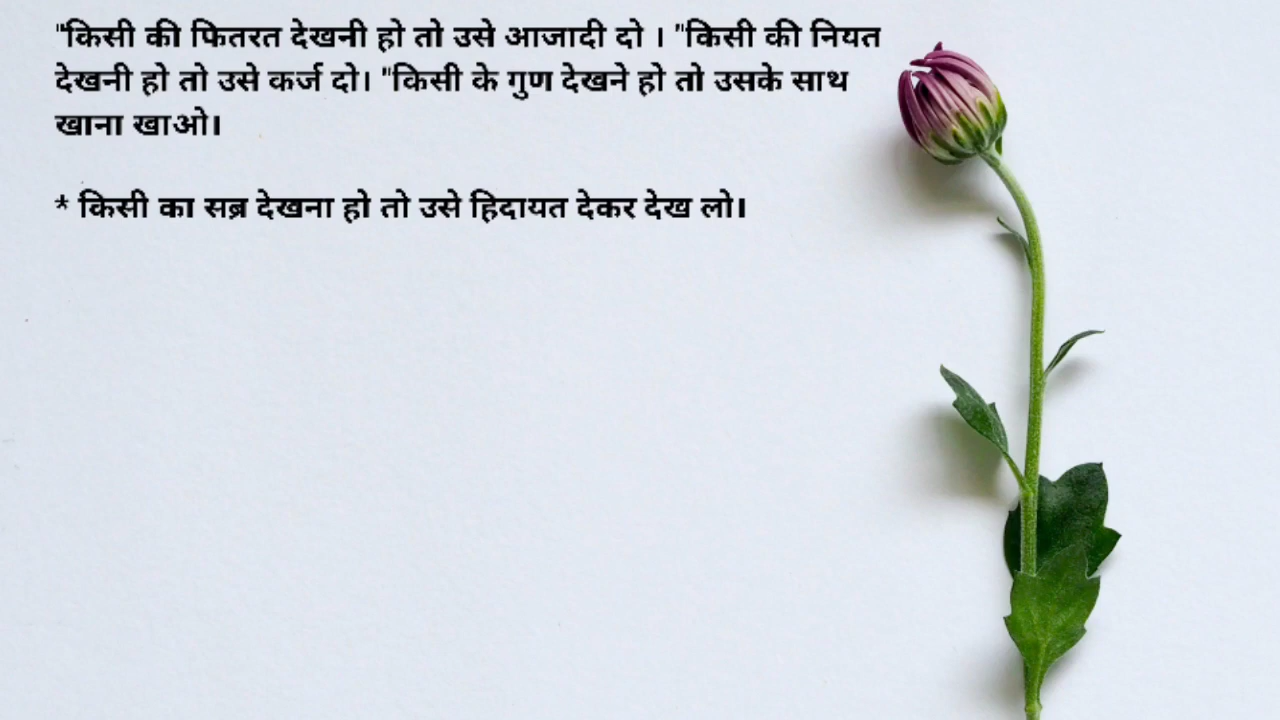 "किसी की फितरत देखनी हो तो उसे आजादी दो । "किसी की नियत
देखनी हो तो उसे कर्ज दो। "किसी के गुण देखने हो तो उसके साथ
खाना खाओ।
* किसी का सब्र देखना हो तो उसे हिदायत देकर देख लो।